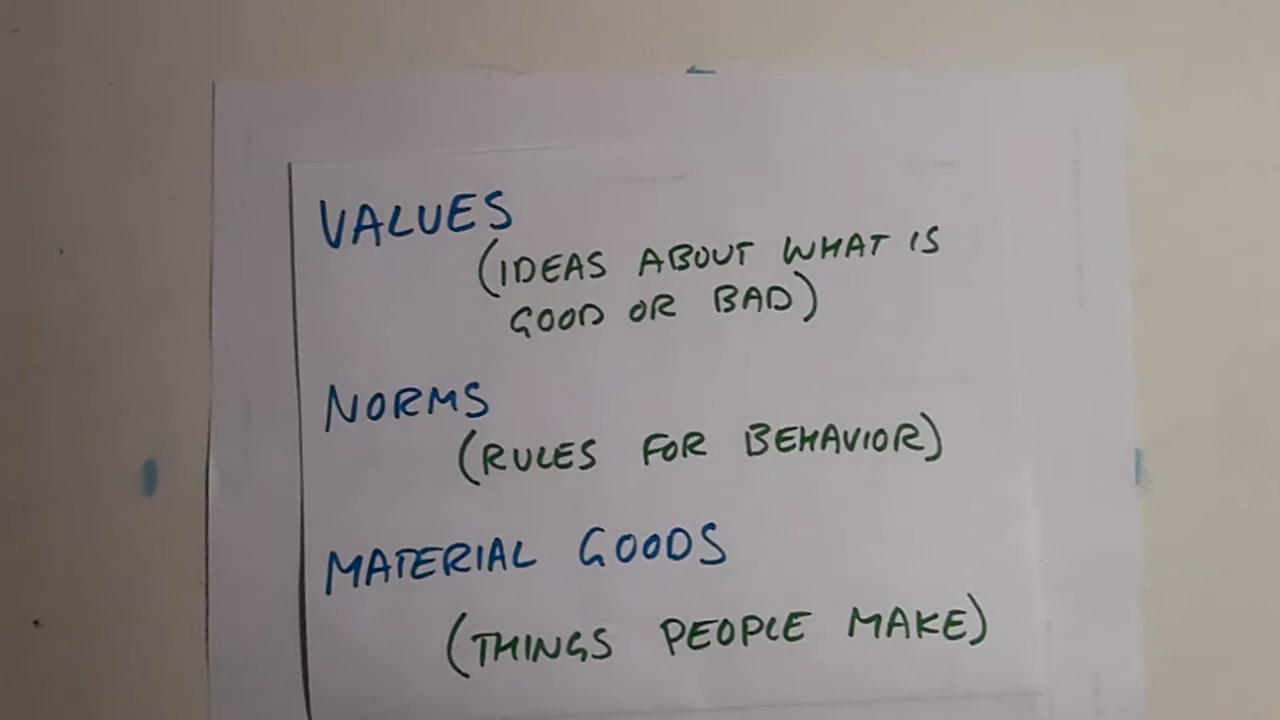 VALUES
(IDEAS ABOUT WHAT IS
GOOD OR BAD)
NORMS
(RULES FOR BEHAVIOR)
MATERIAL GOODS
(THINGS PEOPLE MAKE)